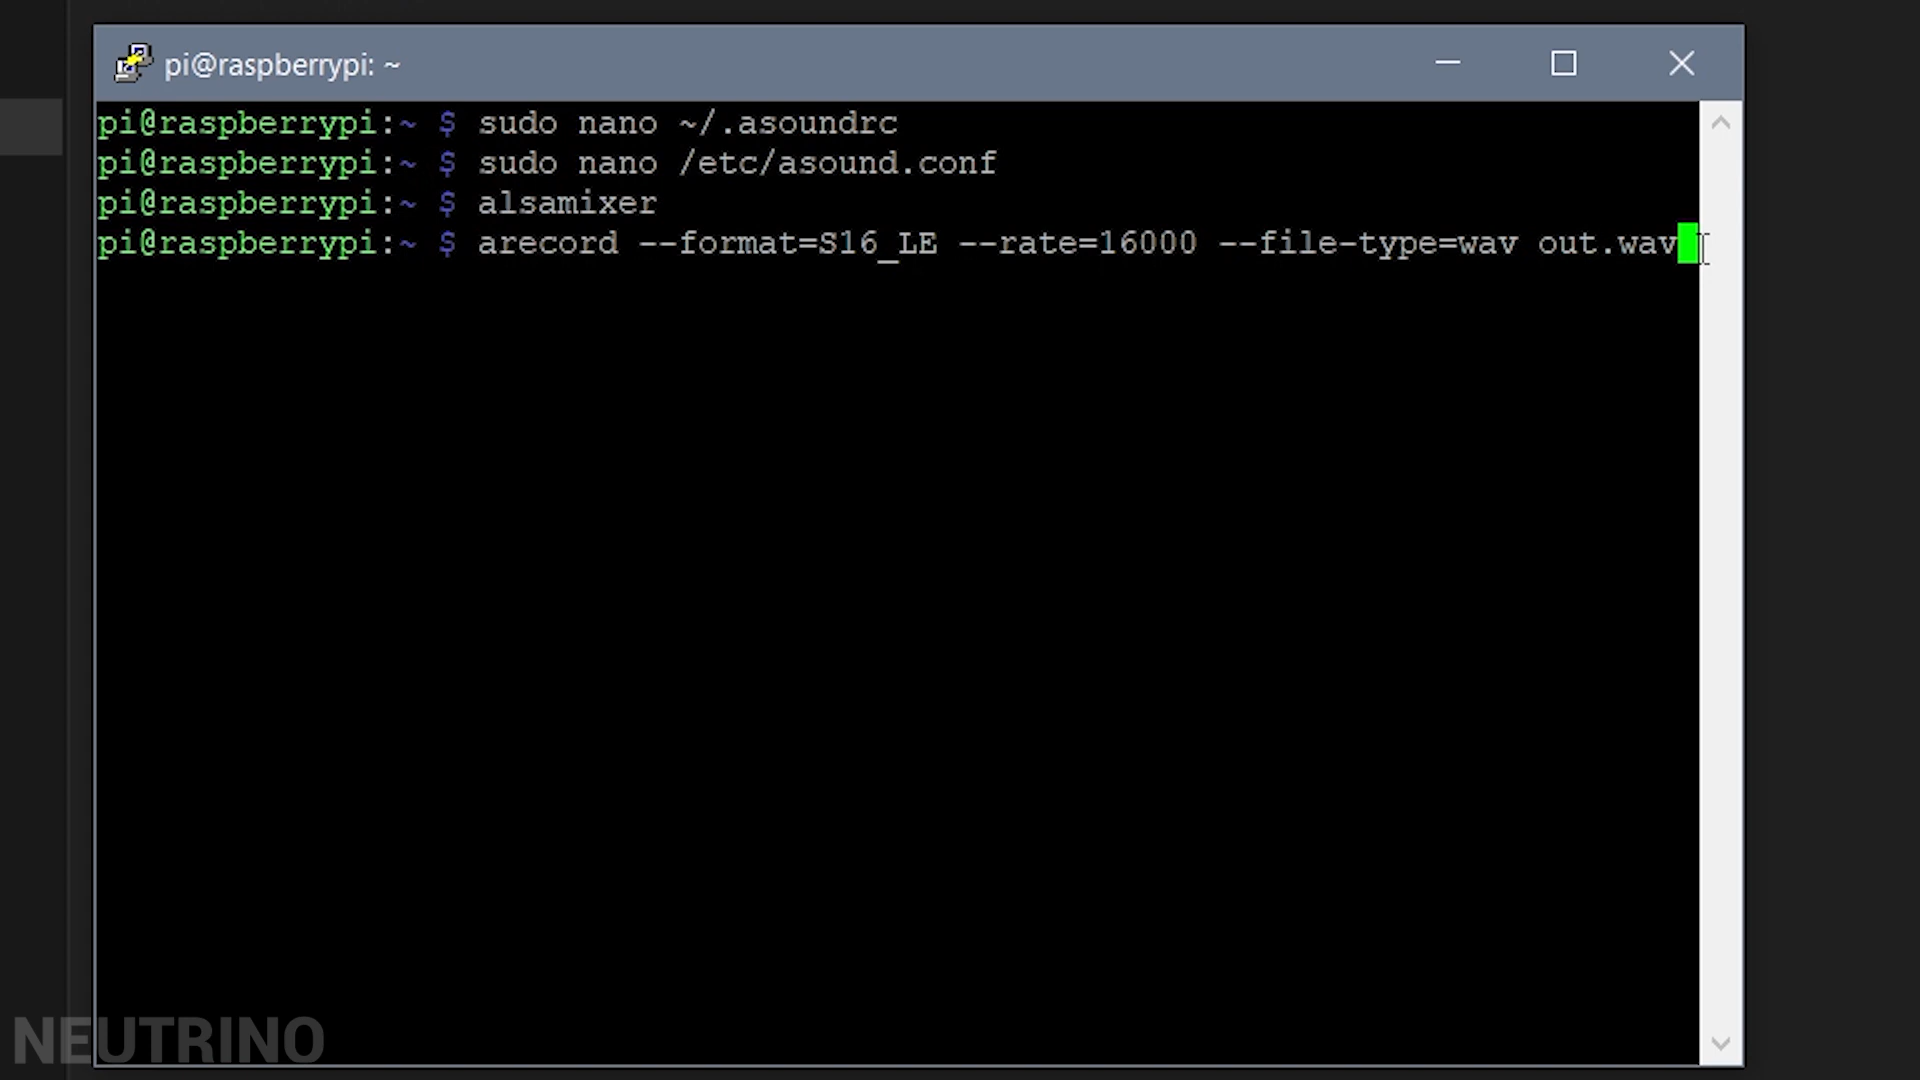 pi@raspberrypi: ~
pi@raspberrypi:~ $ sudo nano ~/.asoundrc
pi@raspberrypi:~ $ sudo nano /etc/asound.conf
pi@raspberrypi:~ $ alsamixer
pi@raspberrypi:~ $ arecord --format=S16_LE --rate=16000 --file-type=wav out.wav
NEUTRINO